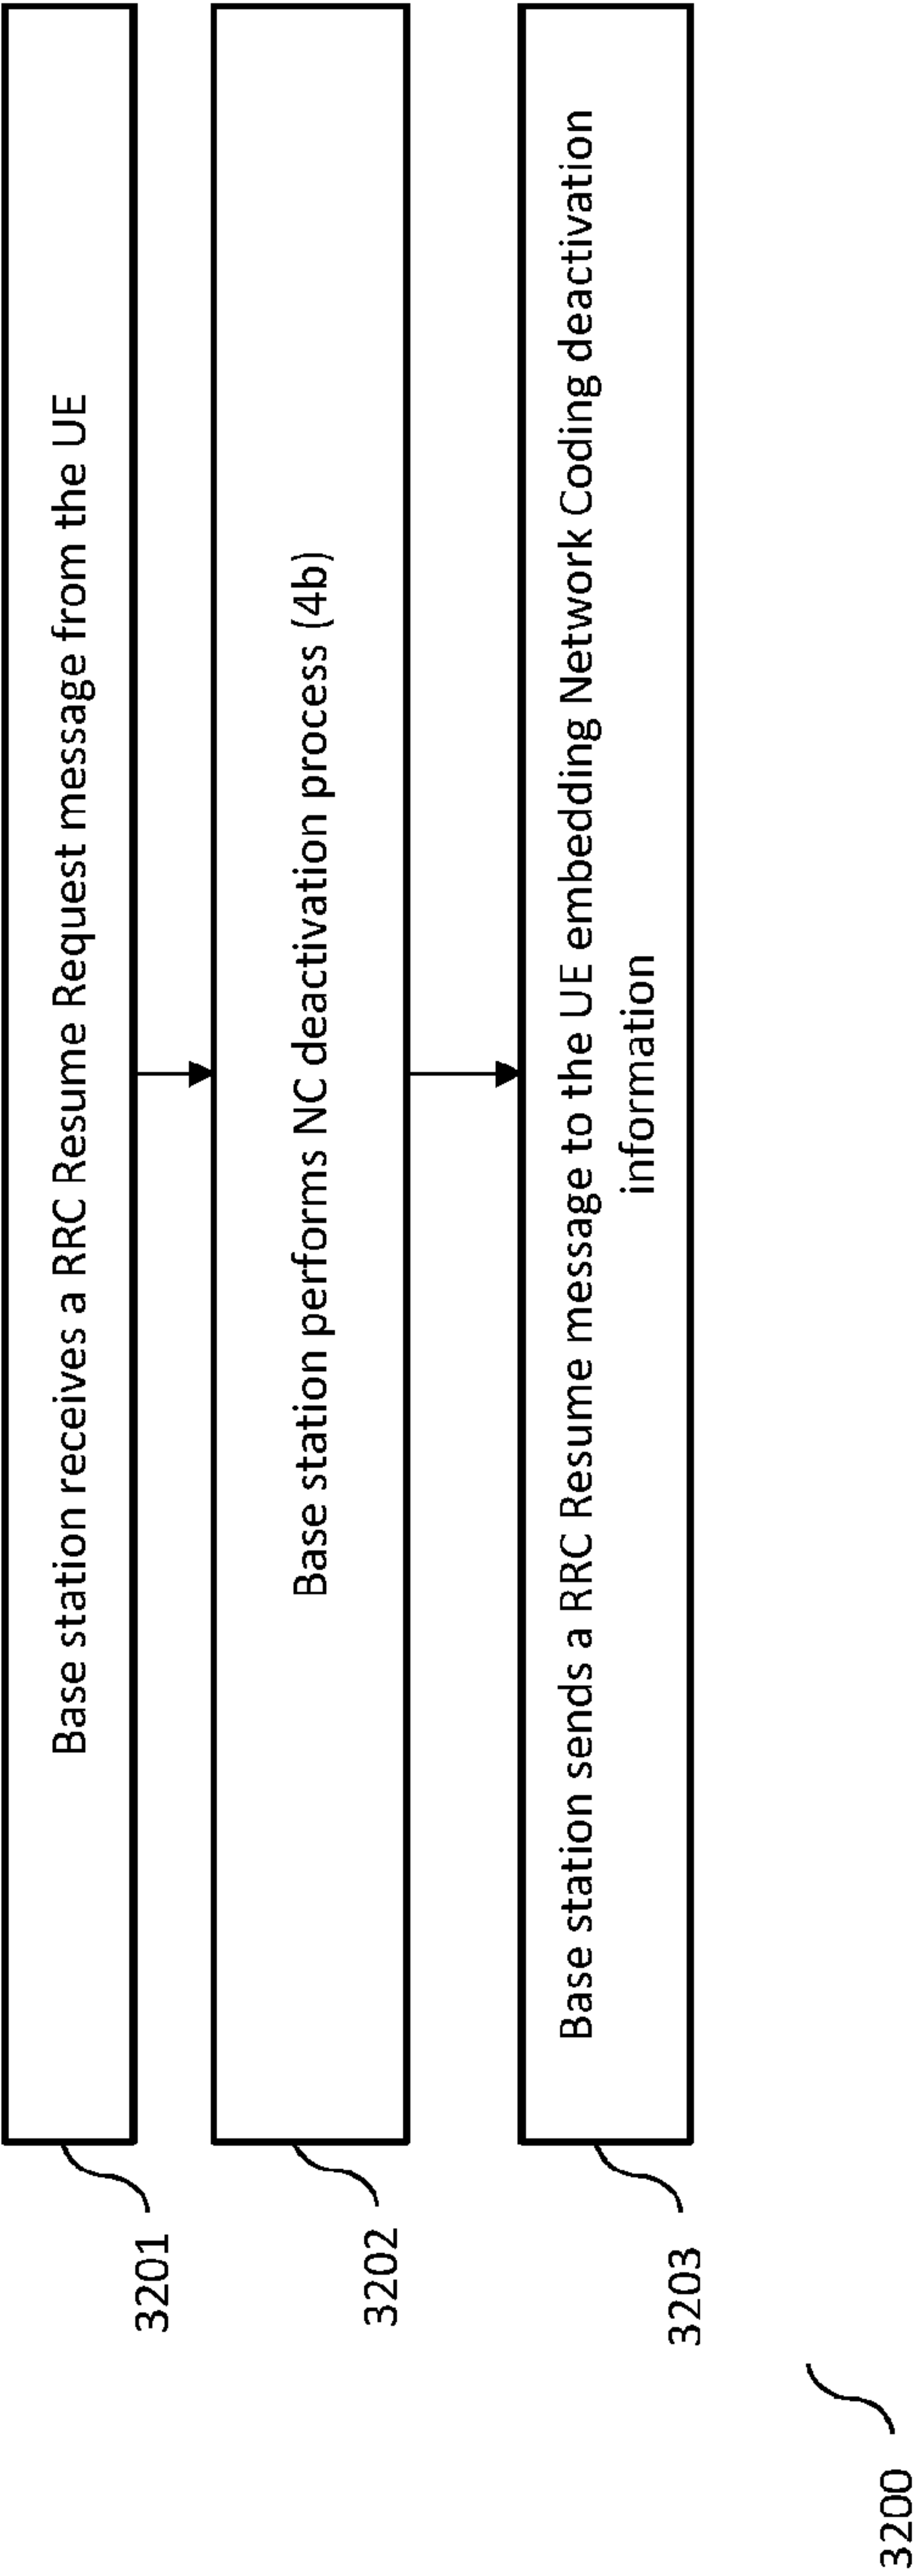 Base station receives a RRC Resume Request message from the UE
3201
Base station performs NC deactivation process (4b)
3202
Base station sends a RRC Resume message to the UE embedding Network Coding deactivation
information
3203
3200